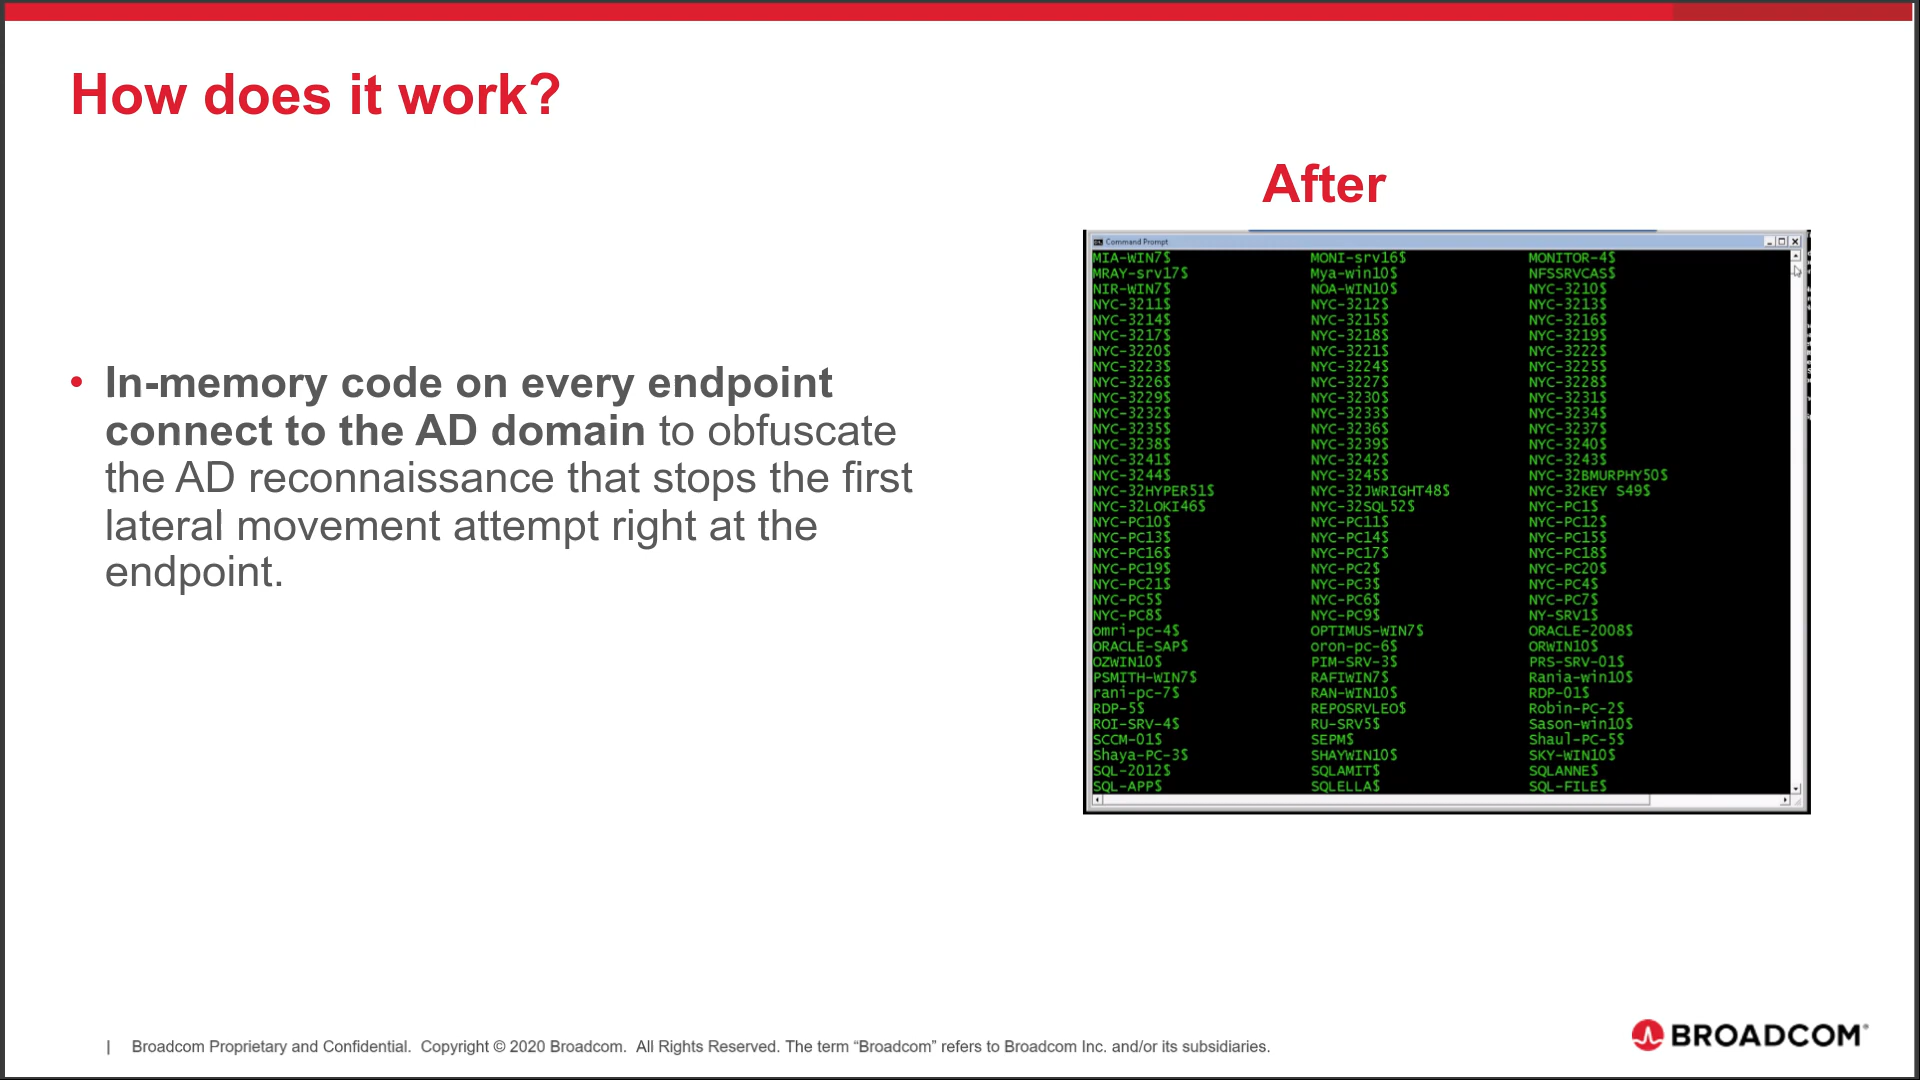 How does it work?
After
• In-memory code on every endpoint
connect to the AD domain to obfuscate
the AD reconnaissance that stops the first
lateral movement attempt right at the
endpoint.
Command Prompt
MIA-WIN7$ MONI-srv16$ MONITOR-4$
MRAY-srv17$ Mya-win10$ NFSSRVCAS$
NIR-WIN7$ NOA-WIN10$ NYC-3210$
NYC-3211$ NYC-3212$ NYC-3213$
NYC-3214$ NYC-3215$ NYC-3216$
NYC-3217$ NYC-3218$ NYC-3219$
NYC-3220$ NYC-3221$ NYC-3222$
NYC-3223$ NYC-3224$ NYC-3225$
NYC-3226$ NYC-3227$ NYC-3228$
NYC-3229$ NYC-3230$ NYC-3231$
NYC-3232$ NYC-3233$ NYC-3234$
NYC-3235$ NYC-3236$ NYC-3237$
NYC-3238$ NYC-3239$ NYC-3240$
NYC-3241$ NYC-3242$ NYC-3243$
NYC-3244$ NYC-3245$ NYC-32BMURPHY50$
NYC-32HYPER51$ NYC-32JWRIGHT48$ NYC-32KEY S49$
NYC-32LOKI46$ NYC-32SQL52$ NYC-PC1$
NYC-PC10$ NYC-PC11$ NYC-PC12$
NYC-PC13$ NYC-PC14$ NYC-PC15$
NYC-PC16$ NYC-PC17$ NYC-PC18$
NYC-PC19$ NYC-PC2$ NYC-PC20$
NYC-PC21$ NYC-PC3$ NYC-PC4$
NYC-PC5$ NYC-PC6$ NYC-PC7$
NYC-PC8$ NYC-PC9$ NY-SRV1$
omri-pc-4$ OPTIMUS-WIN7$ ORACLE-2008$
ORACLE-SAP$ oron-pc-6$ ORWIN10$
OZWIN10$ PIM-SRV-3$ PRS-SRV-01$
PSMITH-WIN7$ RAFIWIN7$ Rania-win10$
rani-pc-7$ RAN-WIN10$ RDP-01$
RDP-5$ REPOSRVLEO$ Robin-PC-2$
ROI-SRV-4$ RU-SRV5$ Sason-win10$
SCCM-01$ SEPM$ Shaul-PC-5$
Shaya-PC-3$ SHAYWIN10$ SKY-WIN10$
SQL-2012$ SQLAMIT$ SQLANNE$
SQL-APP$ SQLELLA$ SQL-FILE$
| Broadcom Proprietary and Confidential. Copyright © 2020 Broadcom. All Rights Reserved. The term “Broadcom” refers to Broadcom Inc. and/or its subsidiaries.
BROADCOM®